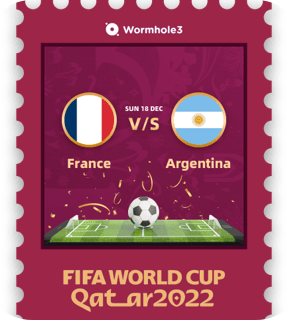 Wormhole3
SUN 18 DEC
V/S
France
Argentina
FIFA WORLD CUP
Qatar2022